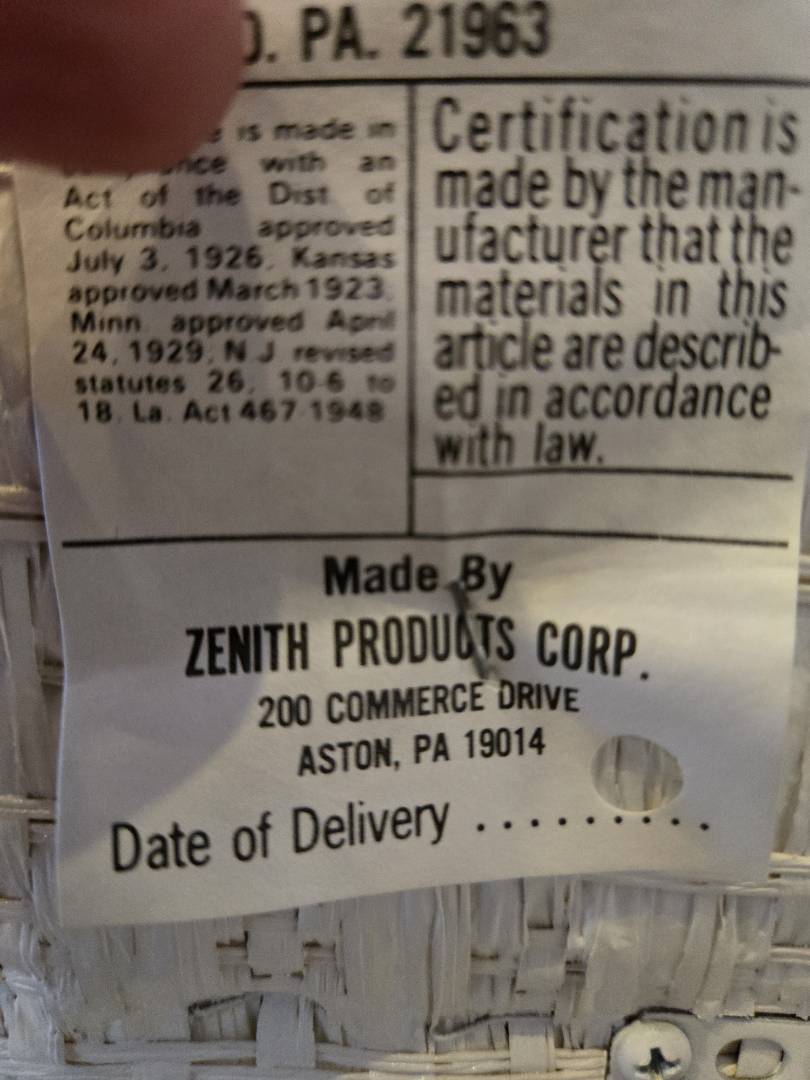 . PA. 21963
is made in
with an
Act of the Dist. of
Columbia approved
July 3, 1926, Kansas
approved March 1923,
Minn. approved April
24, 1929, N.J. revised
statutes 26, 10-6 to
18. La. Act 467-1948
Certification is
made by the man-
ufacturer that the
materials in this
article are describ-
ed in accordance
with law.
Made By
ZENITH PRODUCTS CORP.
200 COMMERCE DRIVE
ASTON, PA 19014
Date of Delivery .........